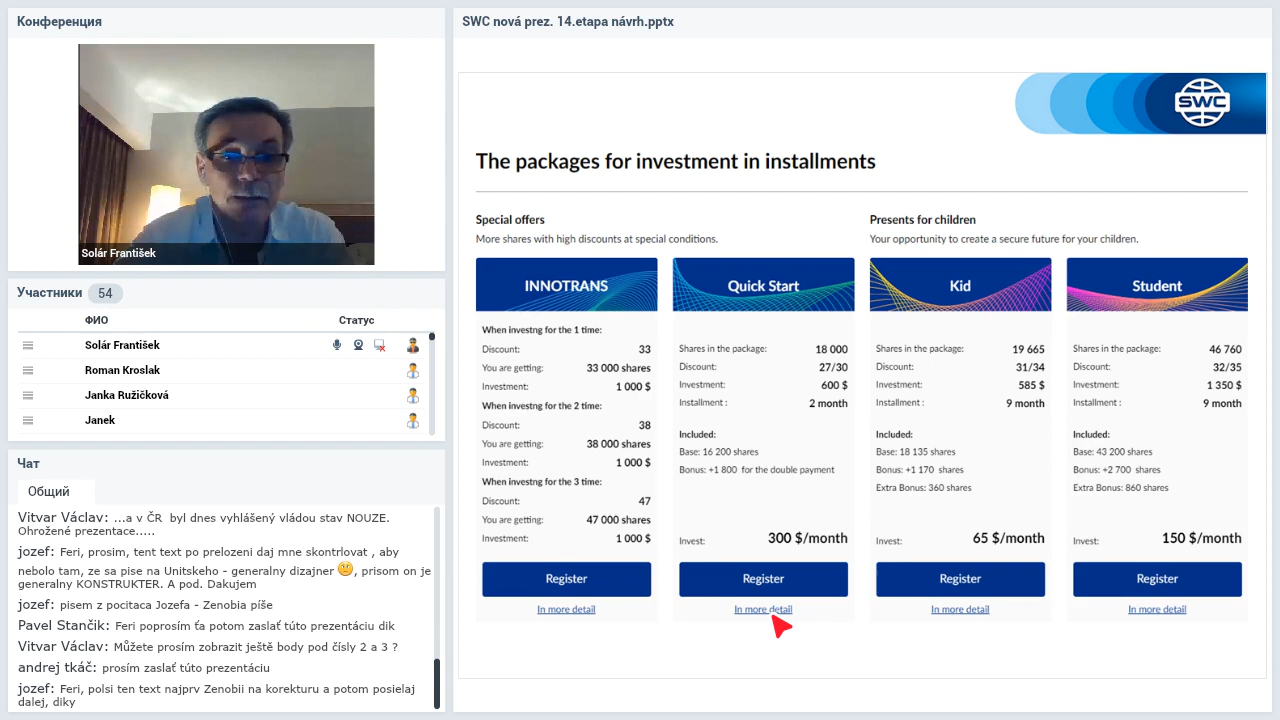 Конференция
Solár František
Участники 54
ФИО Статус
Solár František
Roman Kroslak
Janka Ružičková
Janek
Чат
Общий
Vitvar Václav: ...a v ČR byl dnes vyhlášený vládou stav NOUZE.
Ohrožené prezentace.....
jozef: Feri, prosim, tent text po prelozeni daj mne skontrlovat , aby
nebolo tam, ze sa pise na Unitskeho - generalny dizajner , prisom on je
generalny KONSTRUKTER. A pod. Dakujem
jozef: pisem z pocitaca Jozefa - Zenobia píše
Pavel Stančik: Feri poprosím ťa potom zaslať túto prezentáciu dik
Vitvar Václav: Můžete prosím zobrazit ještě body pod čísly 2 a 3 ?
andrej tkáč: prosím zaslať túto prezentáciu
jozef: Feri, polsi ten text najprv Zenobii na korekturu a potom posielaj
dalej, diky
SWC nová prez. 14.etapa návrh.pptx
SWC
The packages for investment in installments
Special offers
More shares with high discounts at special conditions.
Presents for children
Your opportunity to create a secure future for your children.
INNOTRANS
When investng for the 1 time:
Discount: 33
You are getting: 33 000 shares
Investment: 1 000 $
When investng for the 2 time:
Discount: 38
You are getting: 38 000 shares
Investment: 1 000 $
When investng for the 3 time:
Discount: 47
You are getting: 47 000 shares
Investment: 1 000 $
Register
In more detail
Quick Start
Shares in the package: 18 000
Discount: 27/30
Investment: 600 $
Installment : 2 month
Included:
Base: 16 200 shares
Bonus: +1 800 for the double payment
Invest: 300 $/month
Register
In more detail
Kid
Shares in the package: 19 665
Discount: 31/34
Investment: 585 $
Installment : 9 month
Included:
Base: 18 135 shares
Bonus: +1 170 shares
Extra Bonus: 360 shares
Invest: 65 $/month
Register
In more detail
Student
Shares in the package: 46 760
Discount: 32/35
Investment: 1 350 $
Installment : 9 month
Included:
Base: 43 200 shares
Bonus: +2 700 shares
Extra Bonus: 860 shares
Invest: 150 $/month
Register
In more detail